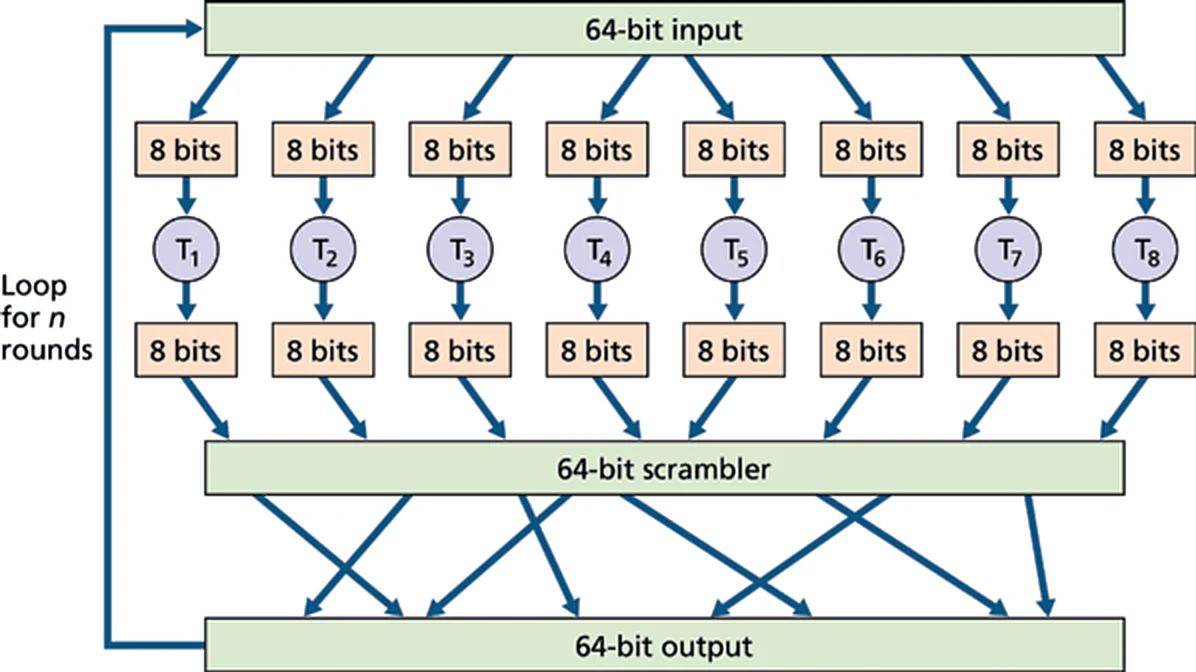 64-bit input
8 bits 8 bits 8 bits 8 bits 8 bits 8 bits 8 bits 8 bits
T1 T2 T3 T4 T5 T6 T7 T8
Loop
for n
rounds
8 bits 8 bits 8 bits 8 bits 8 bits 8 bits 8 bits 8 bits
64-bit scrambler
64-bit output